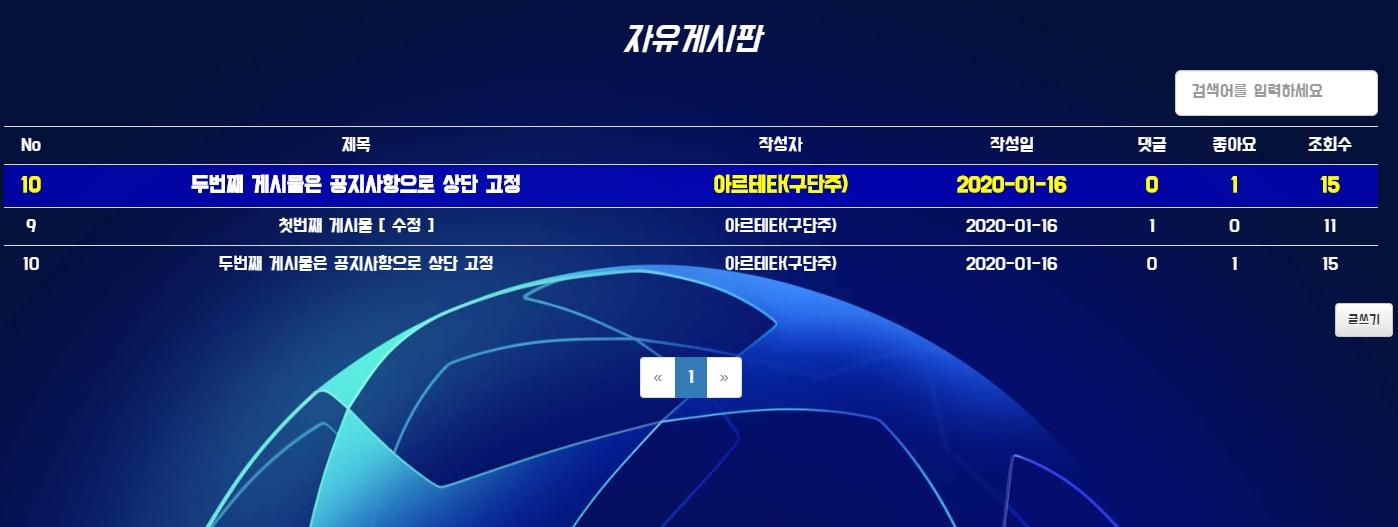 자유게시판
검색어를 입력하세요
No 제목 작성자 작성일 댓글 좋아요 조회수
10 두번째 게시물은 공지사항으로 상단 고정 아르테타(구단주) 2020-01-16 0 1 15
9 첫번째 게시물 [ 수정 ] 아르테타(구단주) 2020-01-16 1 0 11
10 두번째 게시물은 공지사항으로 상단 고정 아르테타(구단주) 2020-01-16 0 1 15
글쓰기
« 1 »